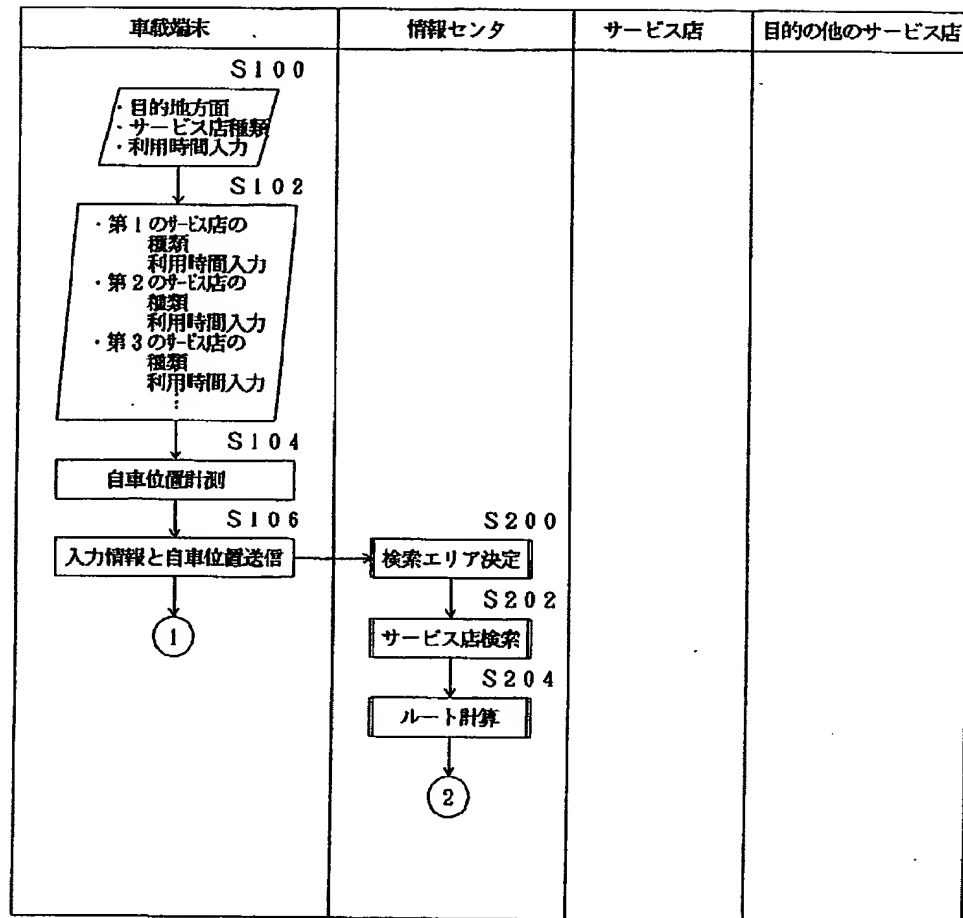 車載端末
情報センタ
サービス店
目的の他のサービス店
S100
・目的地方面
・サービス店種類
・利用時間入力
S102
・第1のサービス店の
種類
利用時間入力
・第2のサービス店の
種類
利用時間入力
・第3のサービス店の
種類
利用時間入力
⋮
S104
自車位置計測
S106
入力情報と自車位置送信
1
S200
検索エリア決定
S202
サービス店検索
S204
ルート計算
2